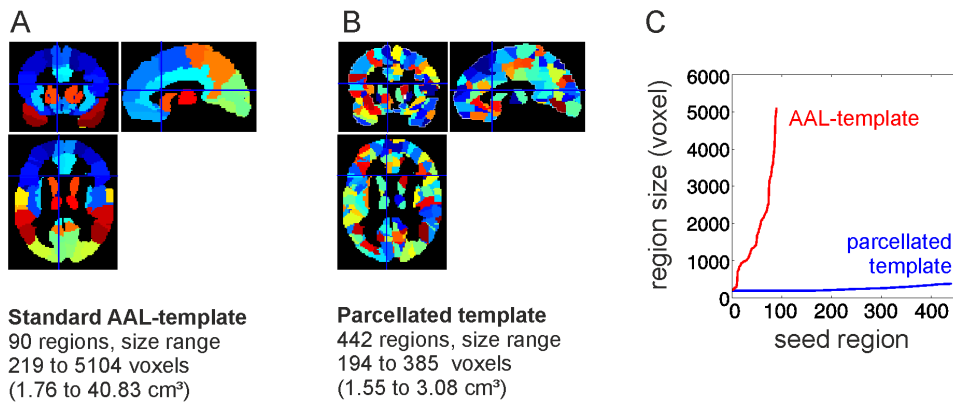 A
B
C
Standard AAL-template
90 regions, size range
219 to 5104 voxels
(1.76 to 40.83 cm³)
Parcellated template
442 regions, size range
194 to 385 voxels
(1.55 to 3.08 cm³)
region size (voxel)
6000
5000
4000
3000
2000
1000
0
AAL-template
parcellated
template
0 100 200 300 400
seed region